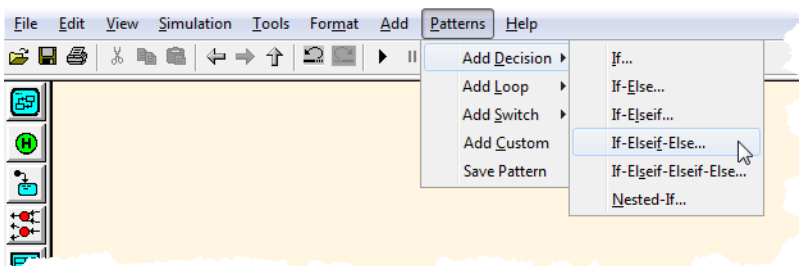 File Edit View Simulation Tools Format Add Patterns Help
Add Decision
Add Loop
Add Switch
Add Custom
Save Pattern
If...
If-Else...
If-Elseif...
If-Elseif-Else...
If-Elseif-Elseif-Else...
Nested-If...
H